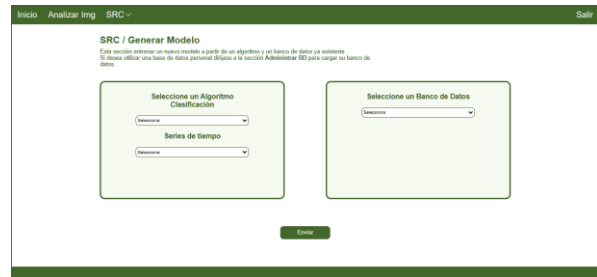 Inicio Analizar Img SRC Salir
SRC / Generar Modelo
Esta sección entrenar un nuevo modelo a partir de un algoritmo y un banco de datos ya existente.
Si desea utilizar una base de datos personal dirijase a la sección Administrar BD para cargar su banco de
datos.
Seleccione un Algoritmo
Clasificación
Seleccione
Series de tiempo
Seleccione
Seleccione un Banco de Datos
Seleccione
Enviar